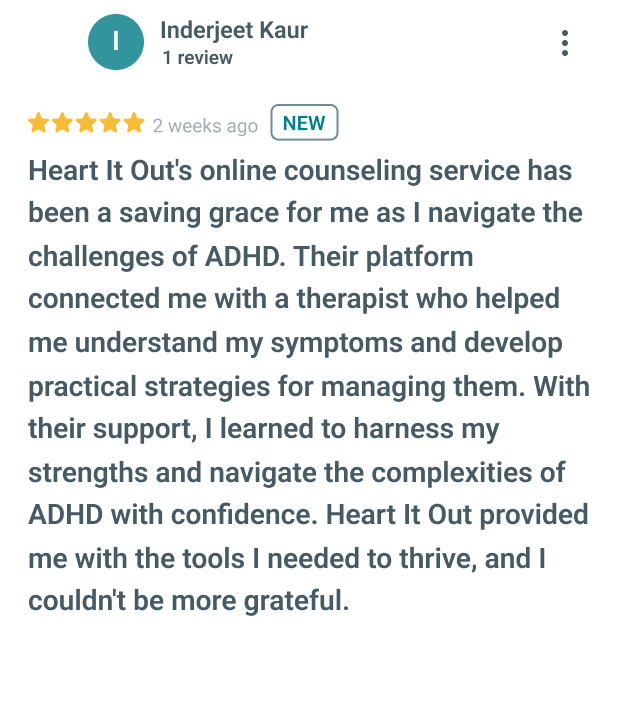 I
Inderjeet Kaur
1 review
2 weeks ago NEW
Heart It Out's online counseling service has
been a saving grace for me as I navigate the
challenges of ADHD. Their platform
connected me with a therapist who helped
me understand my symptoms and develop
practical strategies for managing them. With
their support, I learned to harness my
strengths and navigate the complexities of
ADHD with confidence. Heart It Out provided
me with the tools I needed to thrive, and I
couldn't be more grateful.